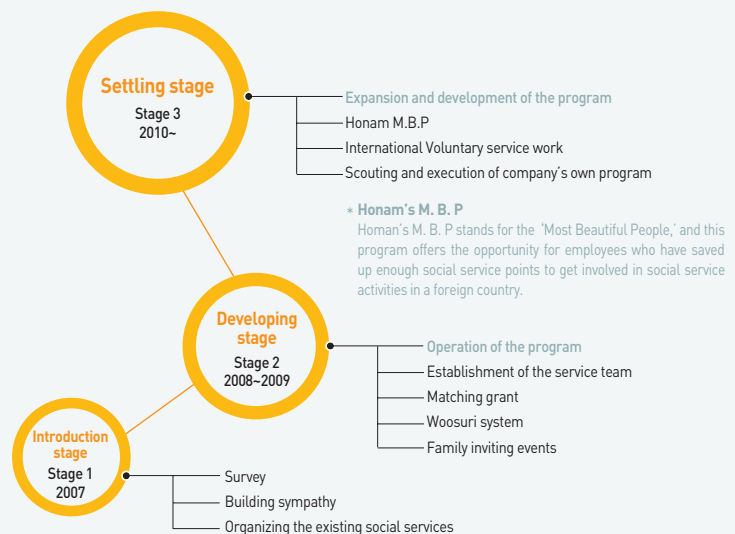 Settling stage
Stage 3
2010~
Expansion and development of the program
Honam M.B.P
International Voluntary service work
Scouting and execution of company's own program
* Honam's M. B. P
Homan's M. B. P stands for the 'Most Beautiful People,' and this
program offers the opportunity for employees who have saved
up enough social service points to get involved in social service
activities in a foreign country.
Developing
stage
Stage 2
2008~2009
Operation of the program
Establishment of the service team
Matching grant
Woosuri system
Family inviting events
Introduction
stage
Stage 1
2007
Survey
Building sympathy
Organizing the existing social services